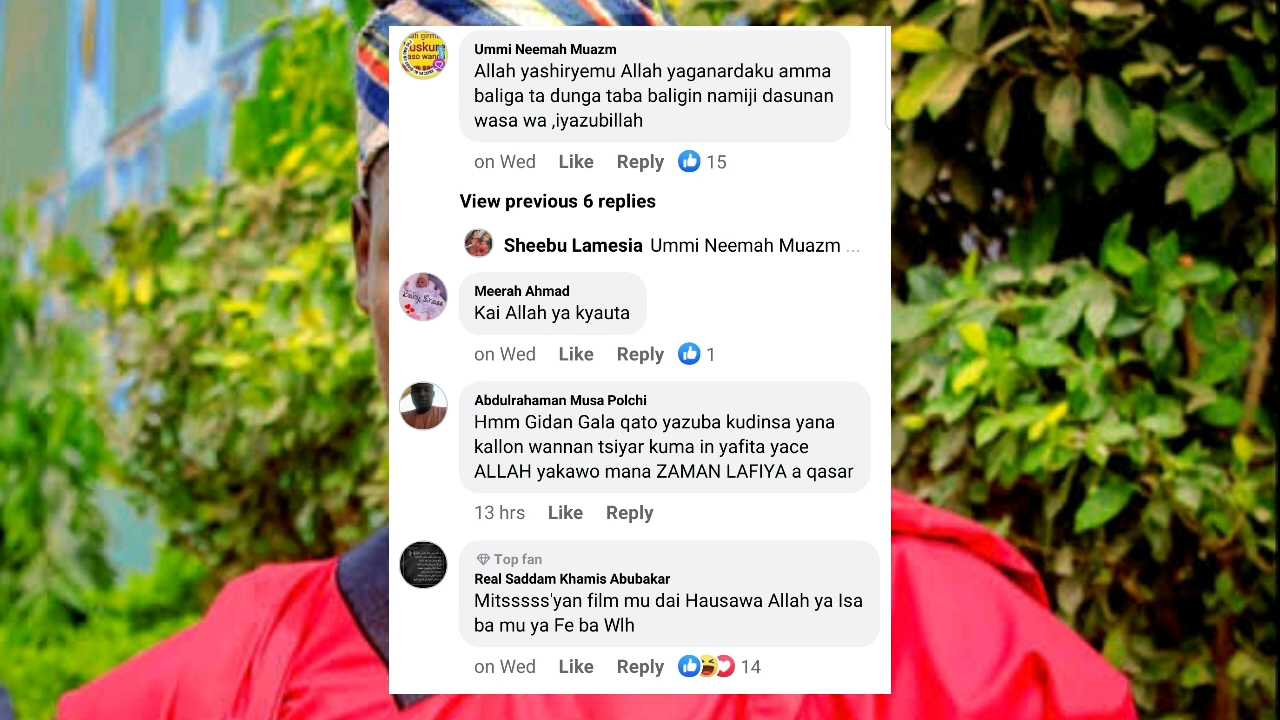 uskura
Ummi Neemah Muazm
Allah yashiryemu Allah yaganardaku amma
baliga ta dunga taba baligin namiji dasunan
wasa wa ,iyazubillah
on Wed Like Reply 15
View previous 6 replies
Sheebu Lamesia Ummi Neemah Muazm ...
Meerah Ahmad
Kai Allah ya kyauta
on Wed Like Reply 1
Abdulrahaman Musa Polchi
Hmm Gidan Gala qato yazuba kudinsa yana
kallon wannan tsiyar kuma in yafita yace
ALLAH yakawo mana ZAMAN LAFIYA a qasar
13 hrs Like Reply
Top fan
Real Saddam Khamis Abubakar
Mitsssss'yan film mu dai Hausawa Allah ya Isa
ba mu ya Fe ba Wlh
on Wed Like Reply 14